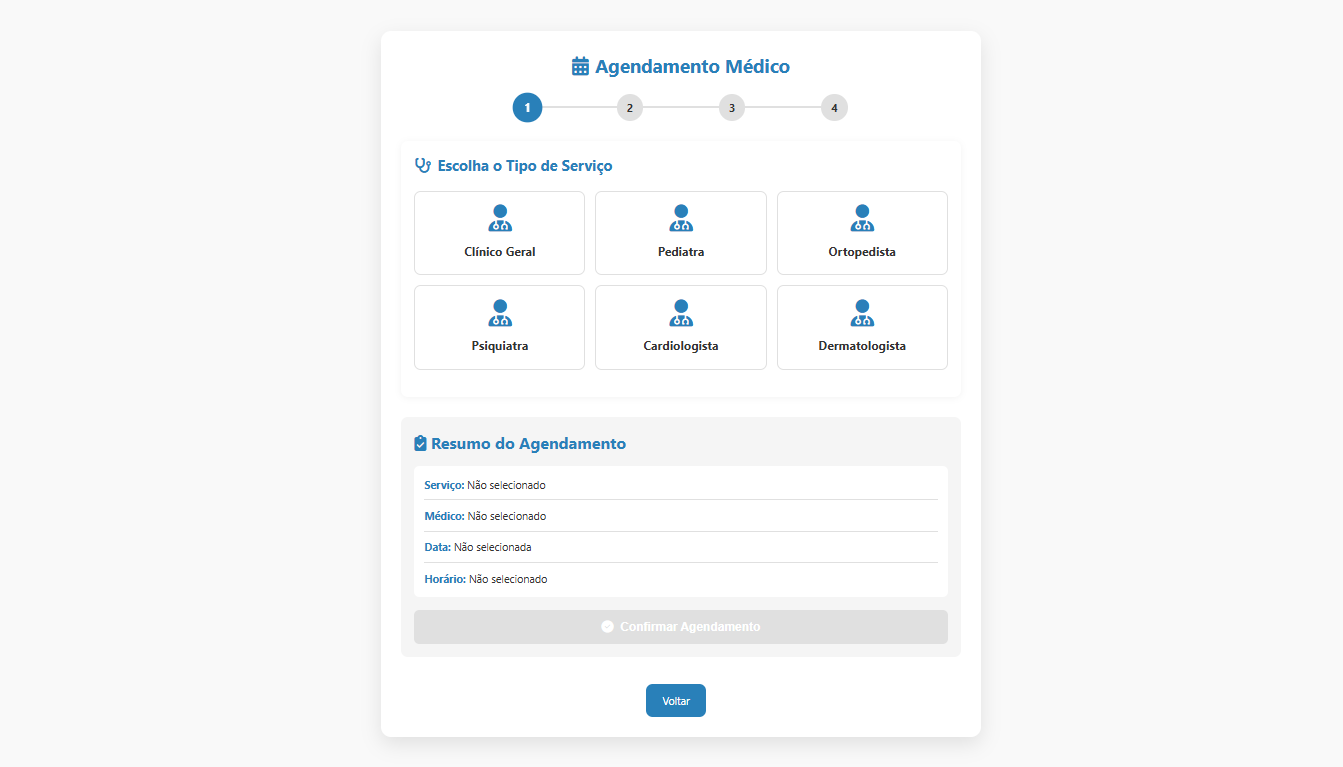 Agendamento Médico
1 2 3 4
Escolha o Tipo de Serviço
Clínico Geral Pediatra Ortopedista
Psiquiatra Cardiologista Dermatologista
Resumo do Agendamento
Serviço: Não selecionado
Médico: Não selecionado
Data: Não selecionada
Horário: Não selecionado
Confirmar Agendamento
Voltar